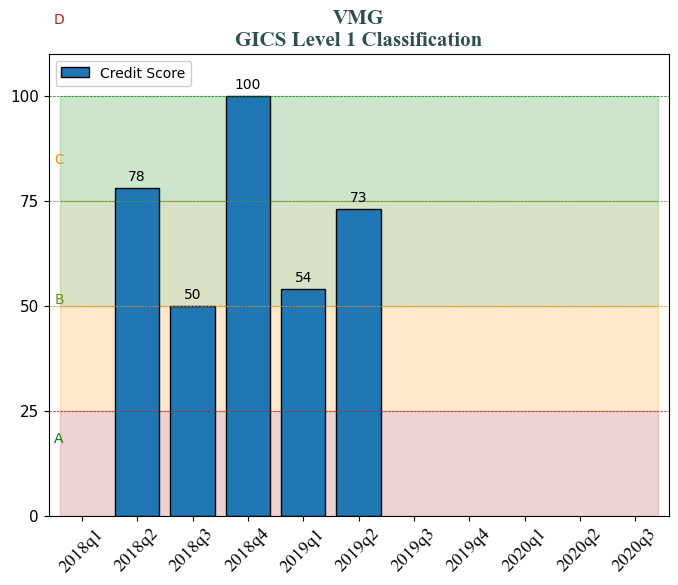 D
VMG
GICS Level 1 Classification
Credit Score
100
75
50
25
0
C
B
A
78
50
100
54
73
2018q1
2018q2
2018q3
2018q4
2019q1
2019q2
2019q3
2019q4
2020q1
2020q2
2020q3